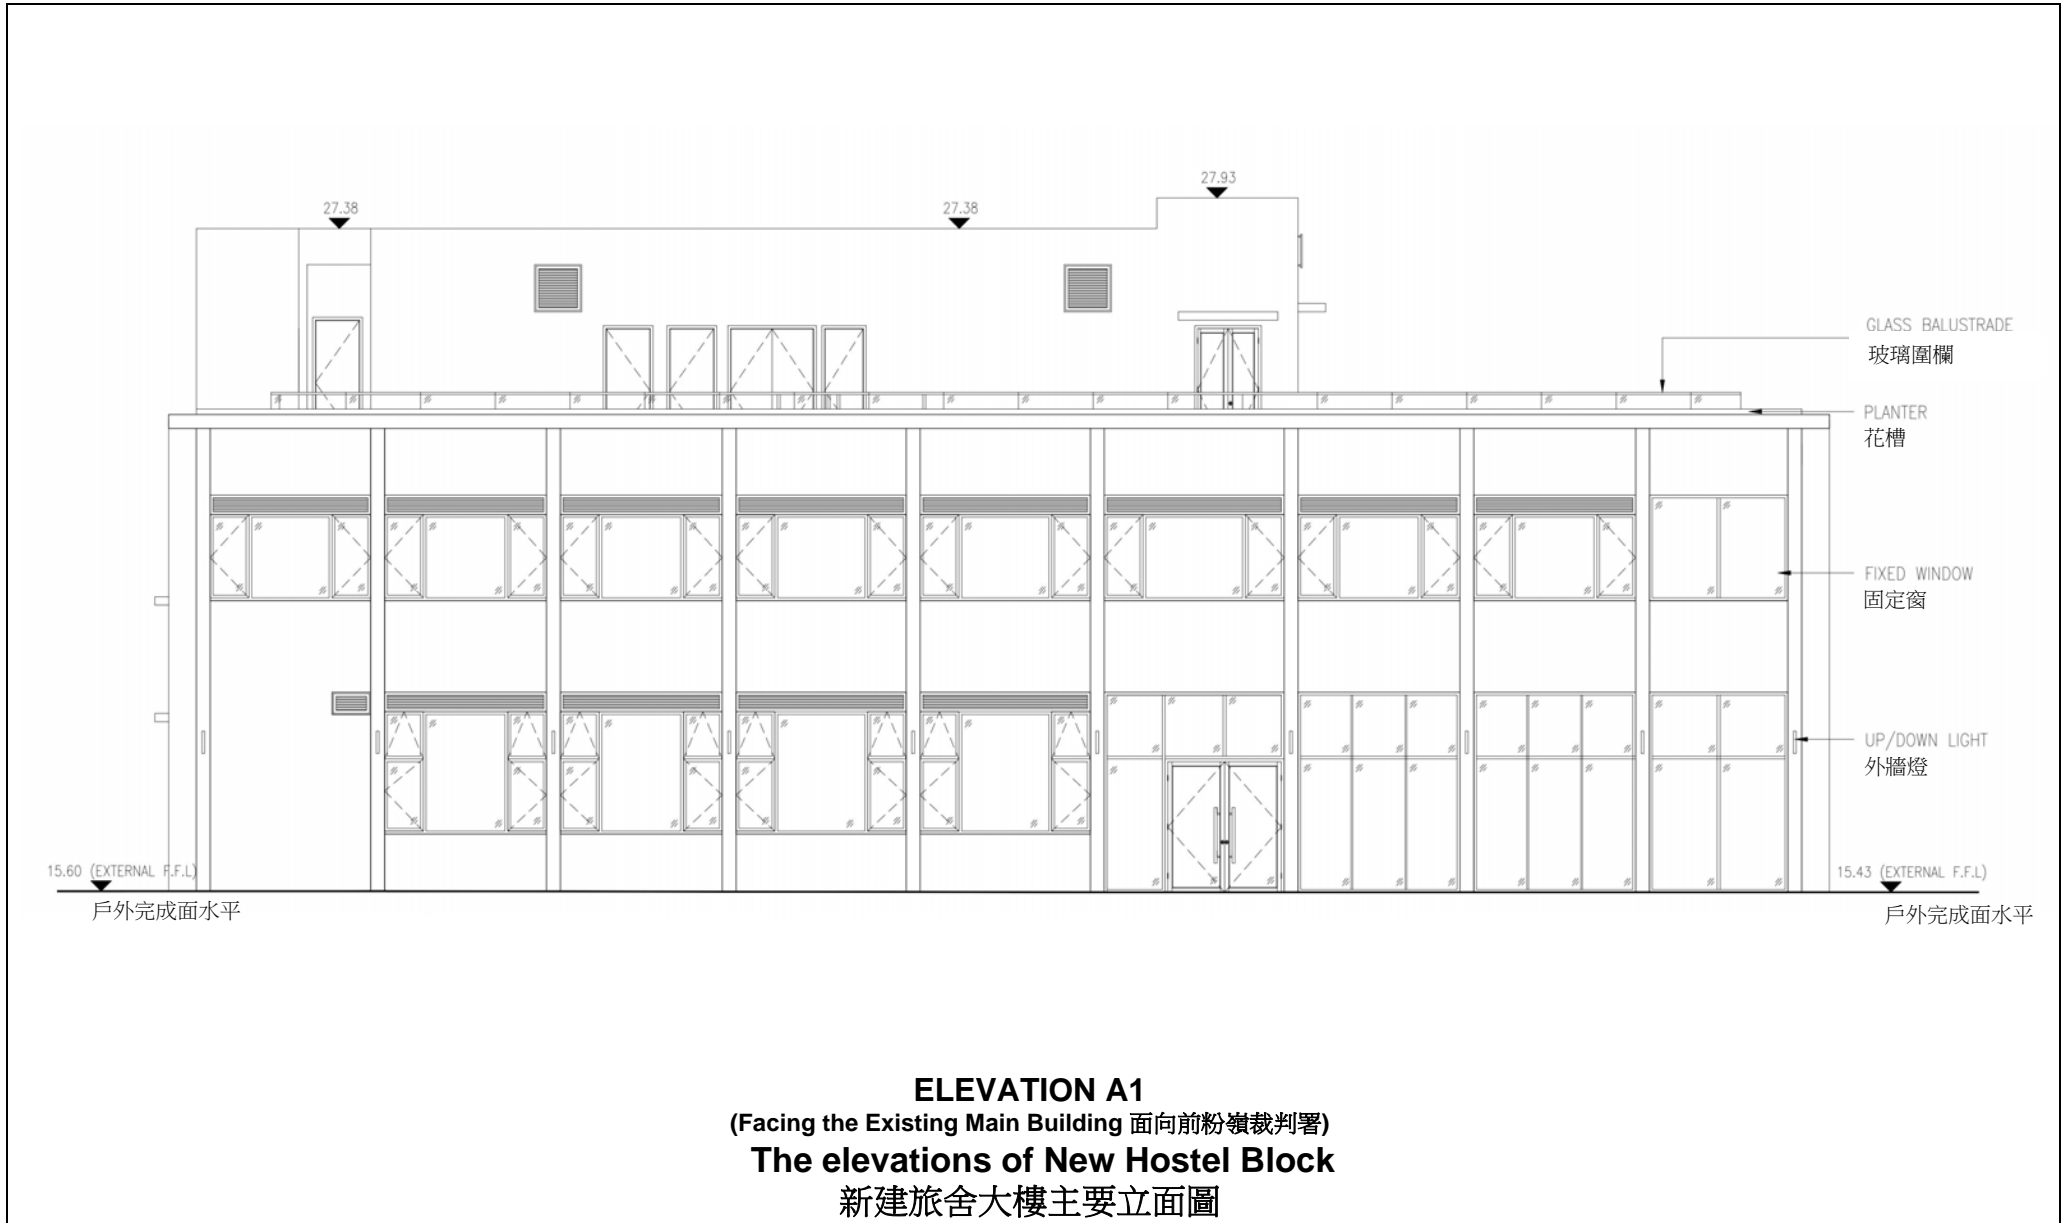 27.93
27.38
27.38
GLASS BALUSTRADE
玻璃圍欄
PLANTER
花槽
FIXED WINDOW
固定窗
UP/DOWN LIGHT
外牆燈
15.60 (EXTERNAL F.F.L)
戶外完成面水平
15.43 (EXTERNAL F.F.L)
戶外完成面水平
ELEVATION A1
(Facing the Existing Main Building 面向前粉嶺裁判署)
The elevations of New Hostel Block
新建旅舍大樓主要立面圖